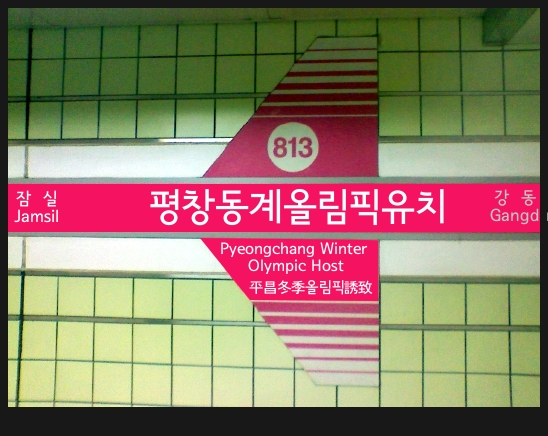 813
잠 실
Jamsil
평창동계올림픽유치
강 동
Gangd
Pyeongchang Winter
Olympic Host
平昌冬季올림픽誘致